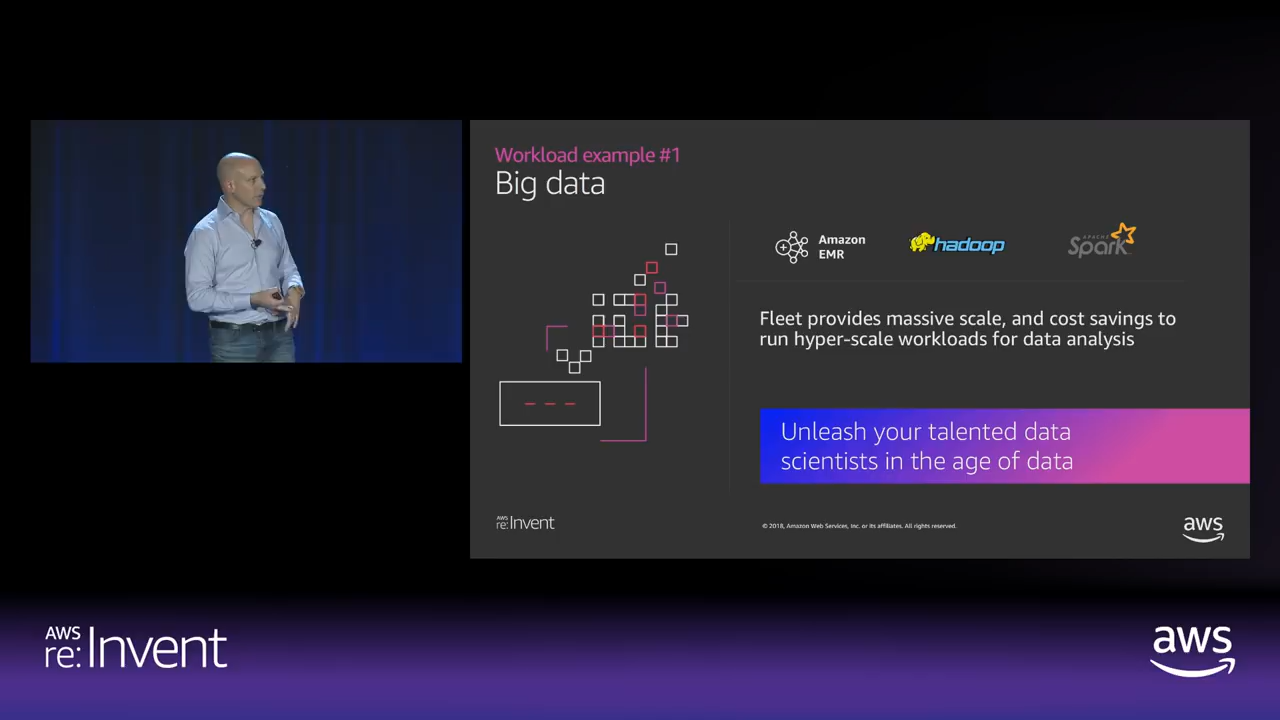 Workload example #1
Big data
Amazon
EMR
hadoop
APACHE
Spark
Fleet provides massive scale, and cost savings to
run hyper-scale workloads for data analysis
Unleash your talented data
scientists in the age of data
AWS
re:Invent
© 2018, Amazon Web Services, Inc. or its affiliates. All rights reserved.
aws
AWS
re:Invent
aws